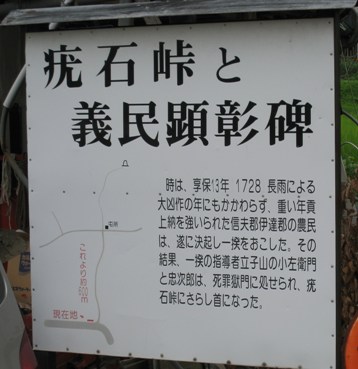 疣石峠と
義民顕彰碑
時は、享保13年 1728、長雨による
大凶作の年にもかかわらず、重い年貢
上納を強いられた信夫郡伊達郡の農民
は、遂に決起し一揆をおこした。その
結果、一揆の指導者立子山の小左衛門
と忠次郎は、死罪獄門に処せられ、疣
石峠にさらし首になった。
これより約600m
現在地